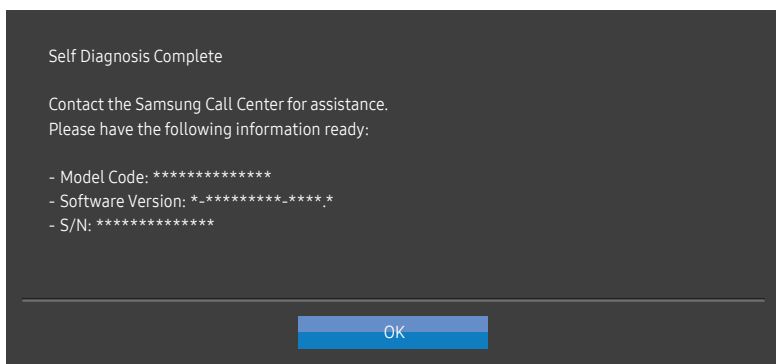 Self Diagnosis Complete
Contact the Samsung Call Center for assistance.
Please have the following information ready:
- Model Code: **************
- Software Version: *-*********-****.*
- S/N: **************
OK